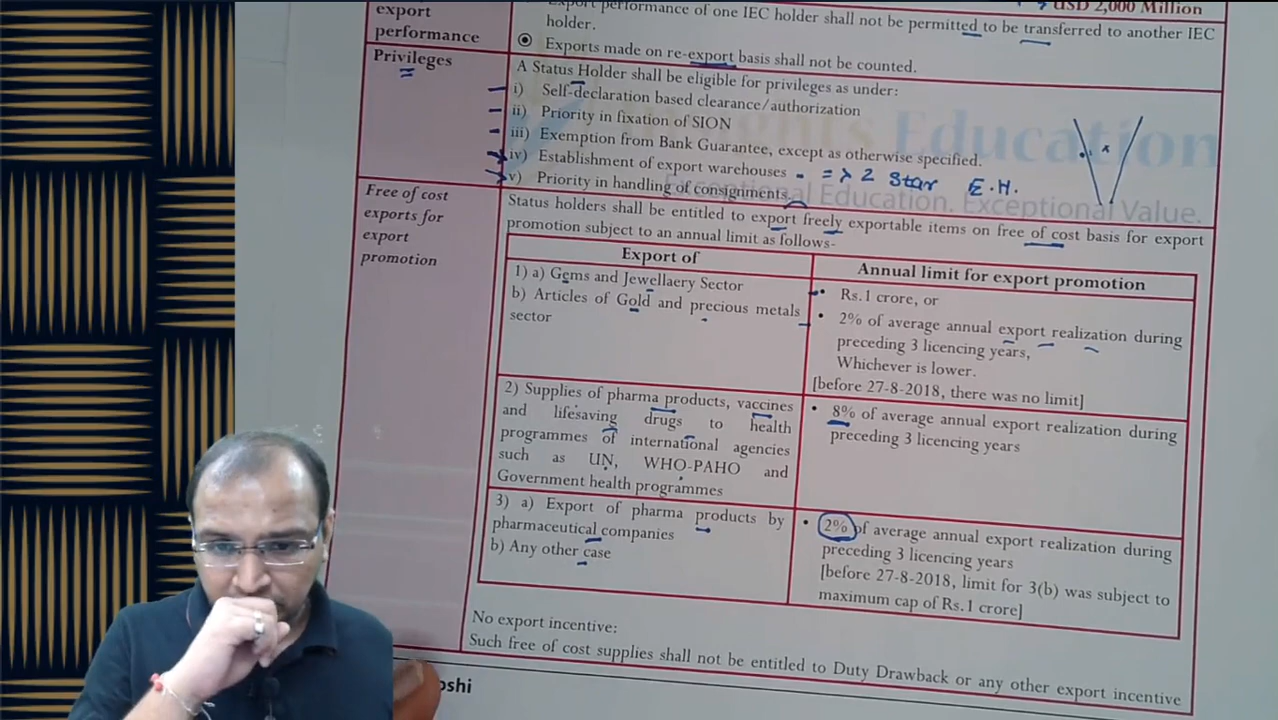 USD 2,000 Million
export
performance
Export performance of one IEC holder shall not be permitted to be transferred to another IEC
holder.
Exports made on re-export basis shall not be counted.
Privileges
A Status Holder shall be eligible for privileges as under:
i) Self-declaration based clearance/authorization
ii) Priority in fixation of SION
iii) Exemption from Bank Guarantee, except as otherwise specified.
iv) Establishment of export warehouses = 2 Star E.H.
v) Priority in handling of consignments.
Insights Education
Exceptional Education. Exceptional Value.
Free of cost
exports for
export
promotion
Status holders shall be entitled to export freely exportable items on free of cost basis for export
promotion subject to an annual limit as follows-
Export of
Annual limit for export promotion
1) a) Gems and Jewellaery Sector
b) Articles of Gold and precious metals
sector
• Rs.1 crore, or
• 2% of average annual export realization during
preceding 3 licencing years,
Whichever is lower.
[before 27-8-2018, there was no limit]
2) Supplies of pharma products, vaccines
and lifesaving drugs to health
programmes of international agencies
such as UN, WHO-PAHO and
Government health programmes
• 8% of average annual export realization during
preceding 3 licencing years
3) a) Export of pharma products by
pharmaceutical companies
b) Any other case
• 2% of average annual export realization during
preceding 3 licencing years
[before 27-8-2018, limit for 3(b) was subject to
maximum cap of Rs.1 crore]
No export incentive:
Such free of cost supplies shall not be entitled to Duty Drawback or any other export incentive
oshi